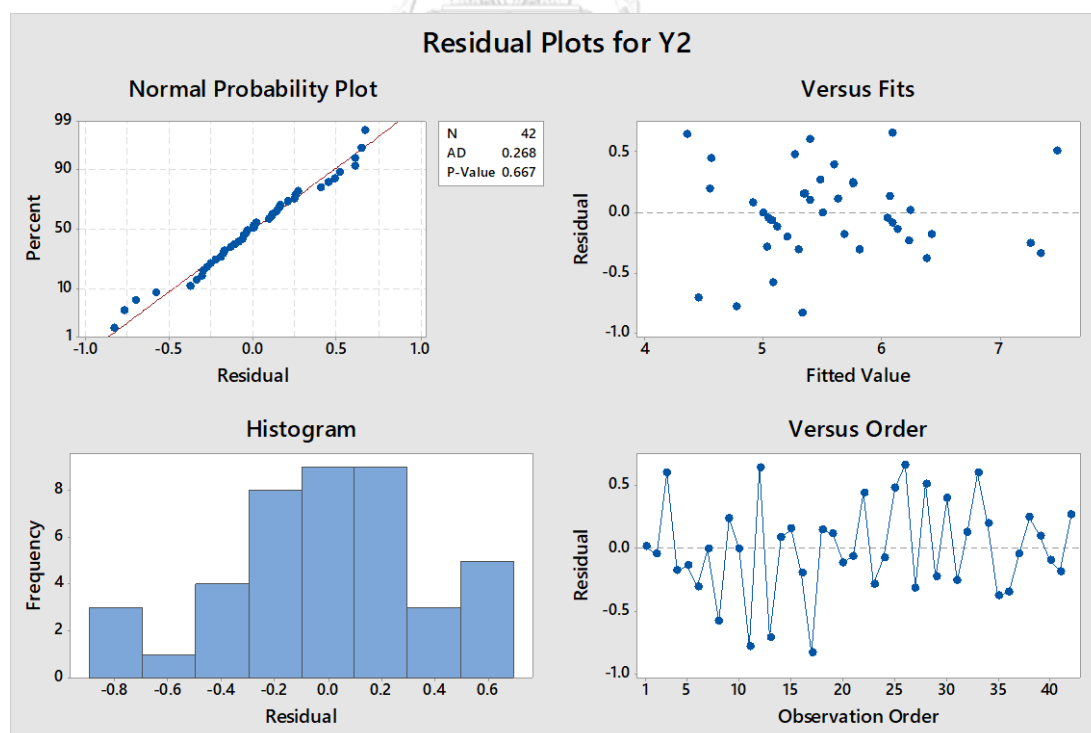 Residual Plots for Y2
Normal Probability Plot
99
90
50
10
1
Percent
-1.0 -0.5 0.0 0.5 1.0
Residual
N 42
AD 0.268
P-Value 0.667
Versus Fits
0.5
0.0
-0.5
-1.0
Residual
4 5 6 7
Fitted Value
Histogram
8
6
4
2
0
Frequency
-0.8 -0.6 -0.4 -0.2 0.0 0.2 0.4 0.6
Residual
Versus Order
0.5
0.0
-0.5
-1.0
Residual
1 5 10 15 20 25 30 35 40
Observation Order